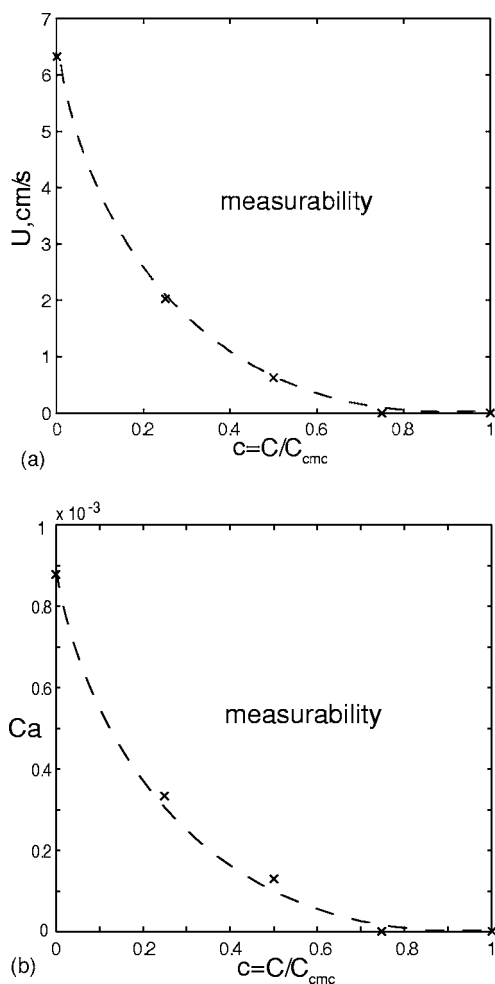 7
6
5
4
3
2
1
0
U,cm/s
measurability
0 0.2 0.4 0.6 0.8 1
c=C/C_cmc
(a)
x 10^-3
1
0.8
0.6
0.4
0.2
0
Ca
measurability
0 0.2 0.4 0.6 0.8 1
c=C/C_cmc
(b)